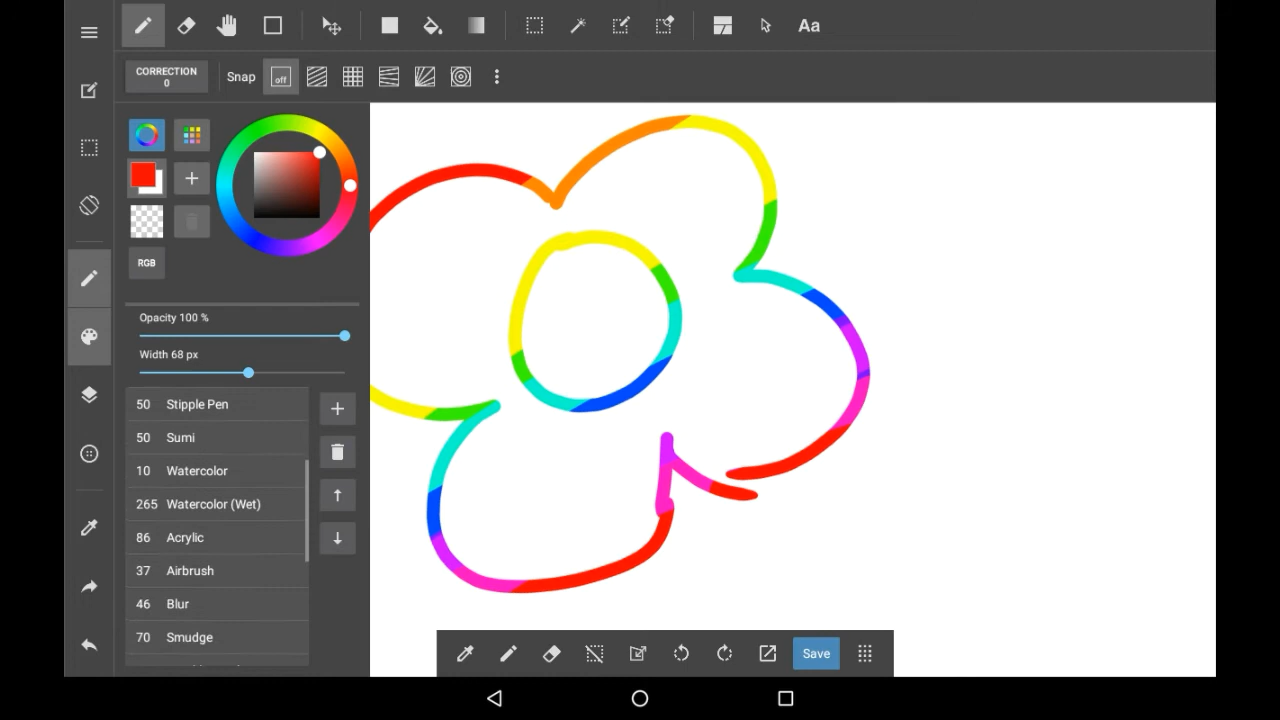 Aa
CORRECTION
0
Snap
off
RGB
Opacity 100 %
Width 68 px
50 Stipple Pen
50 Sumi
10 Watercolor
265 Watercolor (Wet)
86 Acrylic
37 Airbrush
46 Blur
70 Smudge
Save